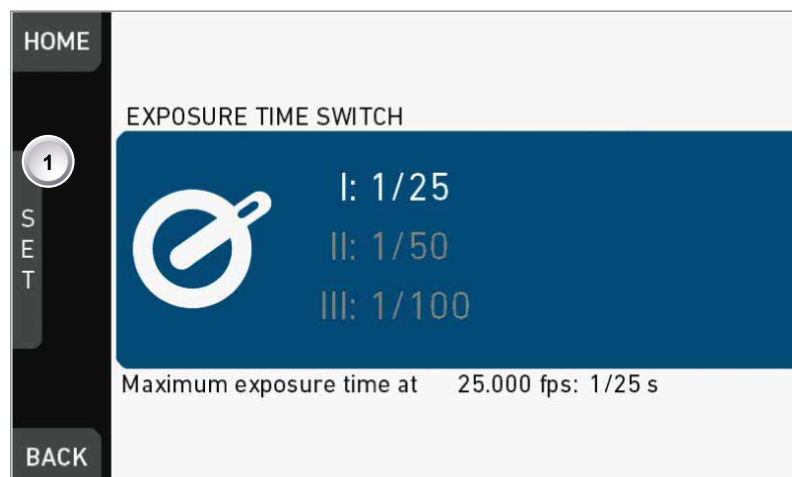 HOME
EXPOSURE TIME SWITCH
1
SET
I: 1/25
II: 1/50
III: 1/100
Maximum exposure time at 25.000 fps: 1/25 s
BACK